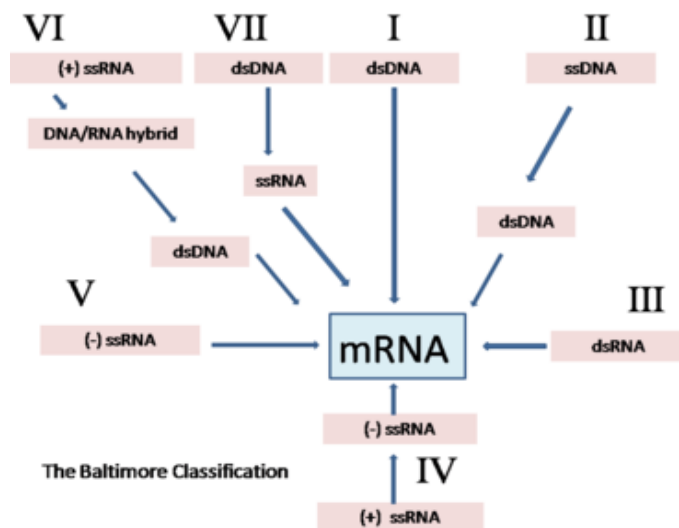 VI
VII
I
II
(+) ssRNA
dsDNA
dsDNA
ssDNA
DNA/RNA hybrid
ssRNA
dsDNA
dsDNA
V
III
(-) ssRNA
mRNA
dsRNA
(-) ssRNA
The Baltimore Classification
IV
(+) ssRNA